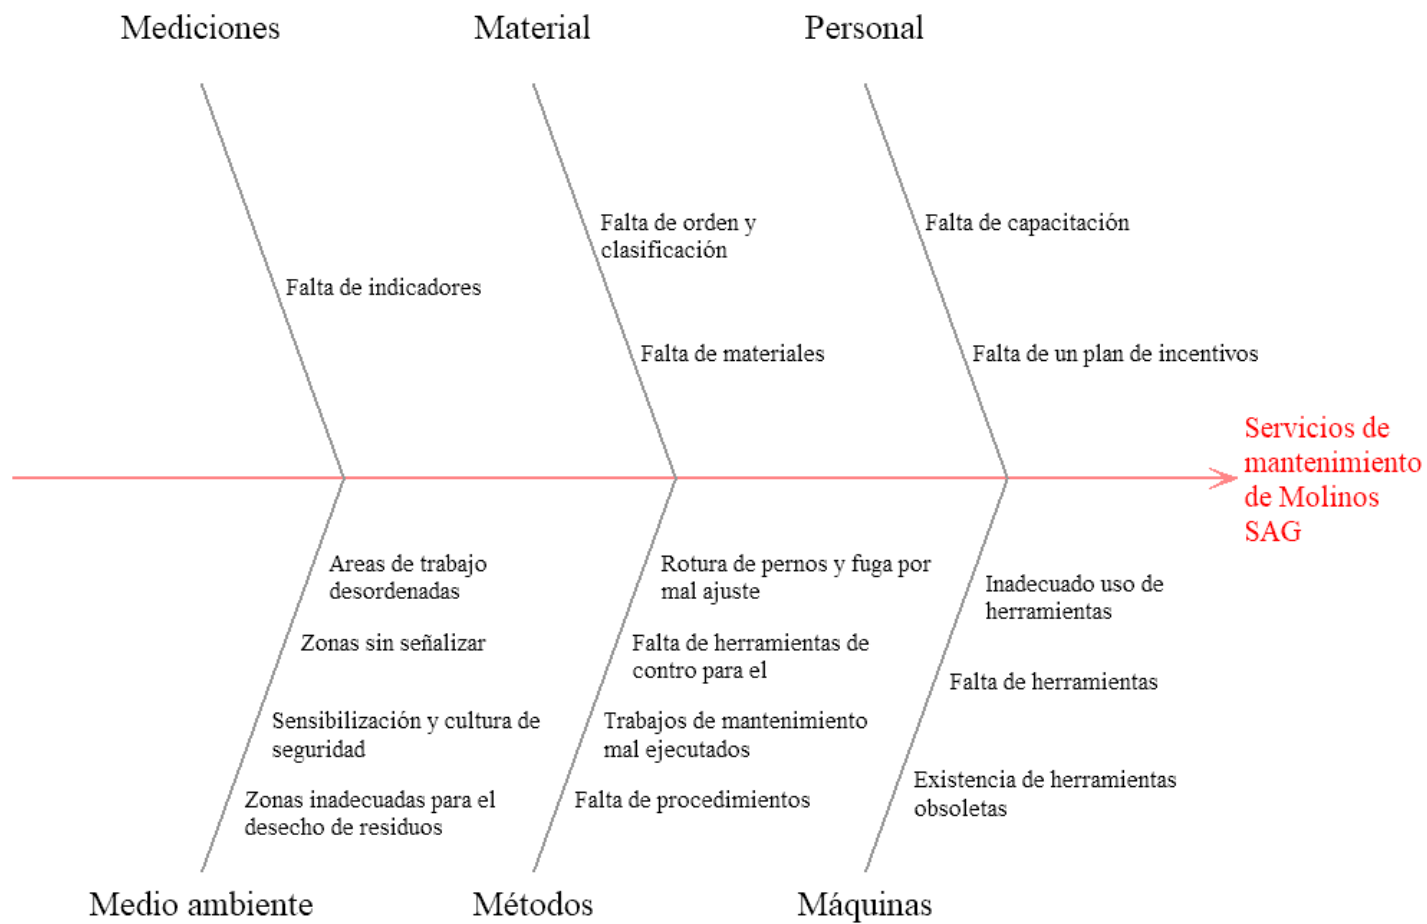 Mediciones
Material
Personal
Falta de orden y
clasificación
Falta de capacitación
Falta de indicadores
Falta de materiales
Falta de un plan de incentivos
Servicios de
mantenimiento
de Molinos
SAG
Areas de trabajo
desordenadas
Zonas sin señalizar
Sensibilización y cultura de
seguridad
Zonas inadecuadas para el
desecho de residuos
Rotura de pernos y fuga por
mal ajuste
Falta de herramientas de
contro para el
Trabajos de mantenimiento
mal ejecutados
Falta de procedimientos
Inadecuado uso de
herramientas
Falta de herramientas
Existencia de herramientas
obsoletas
Medio ambiente
Métodos
Máquinas